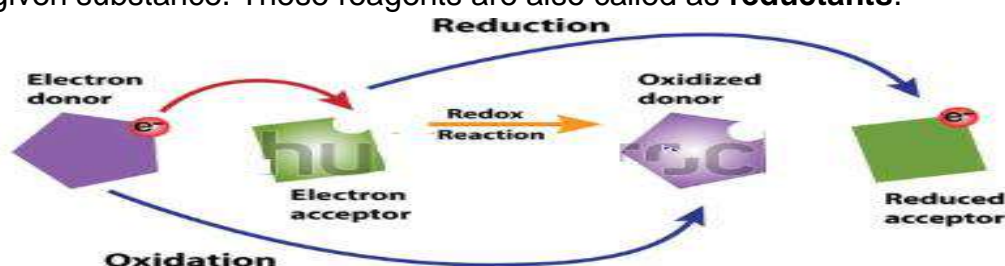 given substance. These reagents are also called as reductants.
Reduction
Electron
donor
e-
Oxidized
donor
e-
Redox
Reaction
Electron
acceptor
Reduced
acceptor
Oxidation